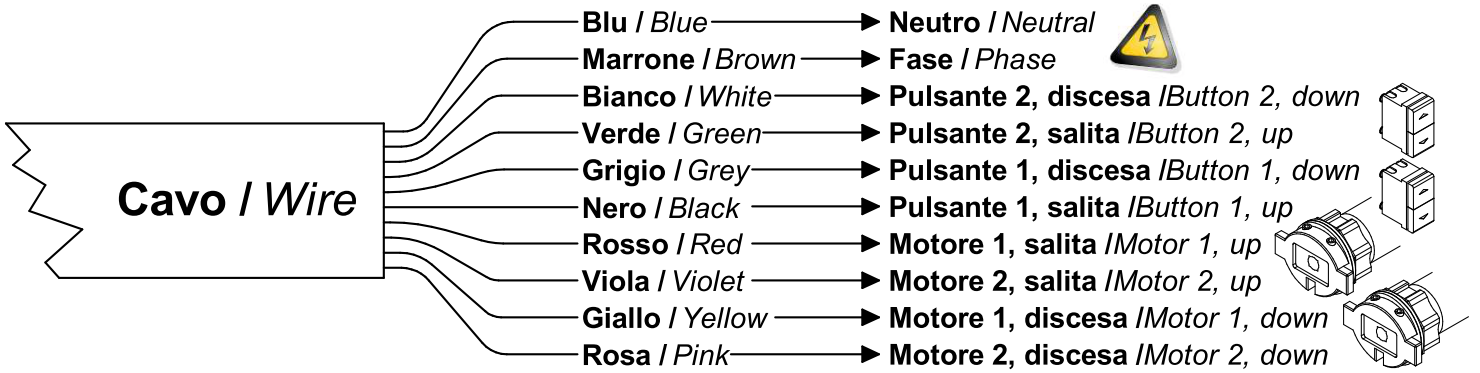 Blu / Blue Neutro / Neutral
Marrone / Brown Fase / Phase
Bianco / White Pulsante 2, discesa /Button 2, down
Verde / Green Pulsante 2, salita /Button 2, up
Grigio / Grey Pulsante 1, discesa /Button 1, down
Cavo / Wire
Nero / Black Pulsante 1, salita /Button 1, up
Rosso / Red Motore 1, salita /Motor 1, up
Viola / Violet Motore 2, salita /Motor 2, up
Giallo / Yellow Motore 1, discesa /Motor 1, down
Rosa / Pink Motore 2, discesa /Motor 2, down